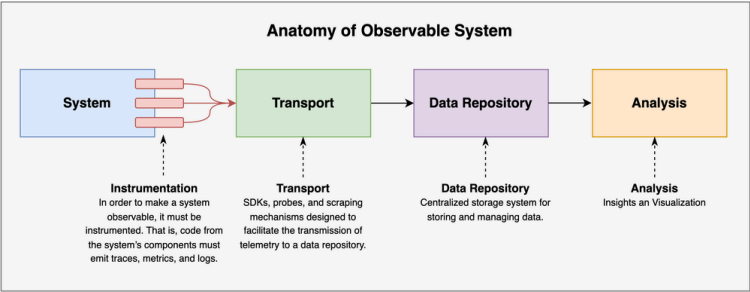 Anatomy of Observable System
System
Transport
Data Repository
Analysis
Instrumentation
In order to make a system
observable, it must be
instrumented. That is, code from
the system's components must
emit traces, metrics, and logs.
Transport
SDKs, probes, and scraping
mechanisms designed to
facilitate the transmission of
telemetry to a data repository.
Data Repository
Centralized storage system for
storing and managing data.
Analysis
Insights an Visualization